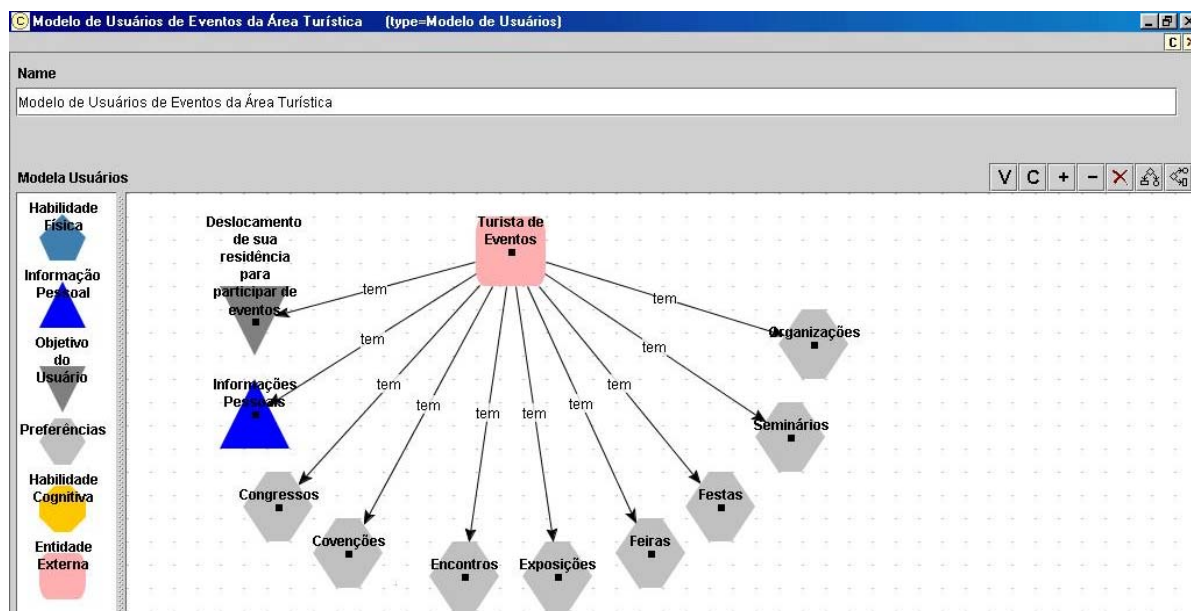 Modelo de Usuários de Eventos da Área Turística (type=Modelo de Usuários)
C
Name
Modelo de Usuários de Eventos da Área Turística
Modela Usuários
V C + −
Habilidade
Física
Informação
Pessoal
Objetivo
do
Usuário
Preferências
Habilidade
Cognitiva
Entidade
Externa
Deslocamento
de sua
residência
para
participar de
eventos
Turista de
Eventos
tem
tem
tem
tem
tem
tem
tem
tem
tem
tem
Organizações
Informações
Pessoais
Seminários
Congressos
Festas
Covenções
Feiras
Encontros
Exposições